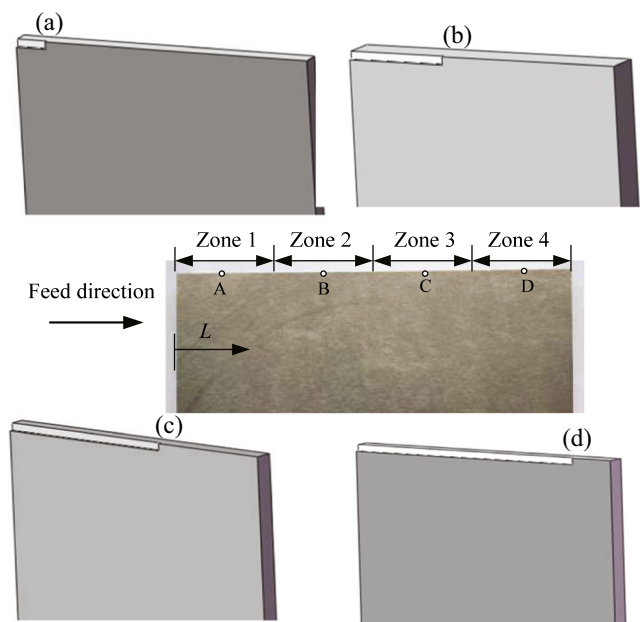 (a)
(b)
Zone 1 Zone 2 Zone 3 Zone 4
A B C D
Feed direction
L
(c)
(d)